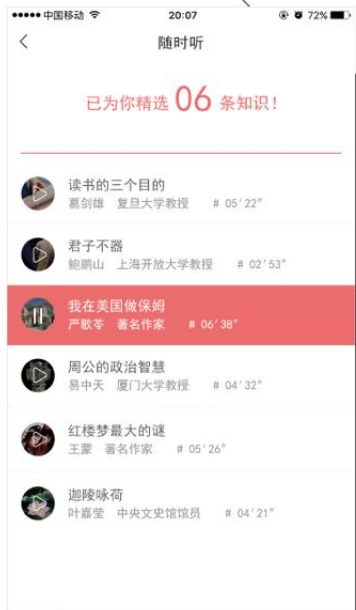 中国移动 20:07 72%
随时听
已为你精选 06 条知识!
读书的三个目的
葛剑雄 复旦大学教授 # 05'22"
君子不器
鲍鹏山 上海开放大学教授 # 02'53"
我在美国做保姆
严歌苓 著名作家 # 06'38"
周公的政治智慧
易中天 厦门大学教授 # 04'32"
红楼梦最大的谜
王蒙 著名作家 # 05'26"
迦陵咏荷
叶嘉莹 中央文史馆馆员 # 04'21"